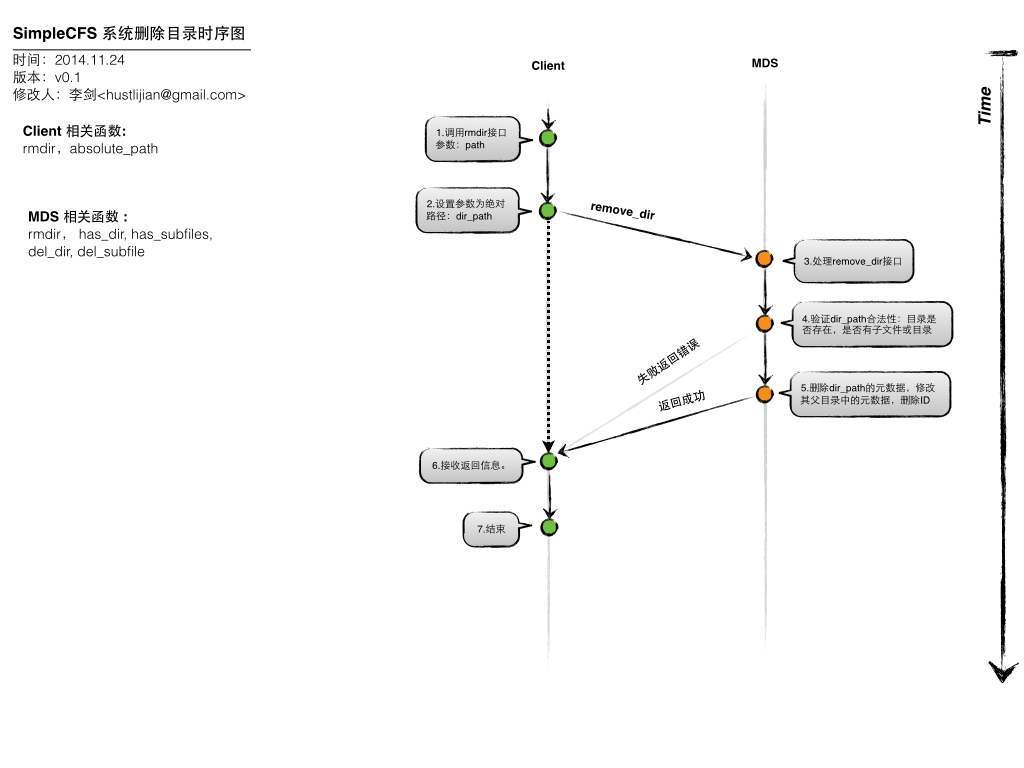 SimpleCFS 系统删除目录时序图
时间：2014.11.24
版本：v0.1
修改人：李剑<hustlijian@gmail.com>
Client 相关函数:
rmdir，absolute_path
MDS 相关函数：
rmdir， has_dir, has_subfiles,
del_dir, del_subfile
Client
MDS
Time
1.调用rmdir接口
参数：path
2.设置参数为绝对
路径：dir_path
remove_dir
3.处理remove_dir接口
4.验证dir_path合法性：目录是
否存在，是否有子文件或目录
失败返回错误
5.删除dir_path的元数据，修改
其父目录中的元数据，删除ID
返回成功
6.接收返回信息。
7.结束